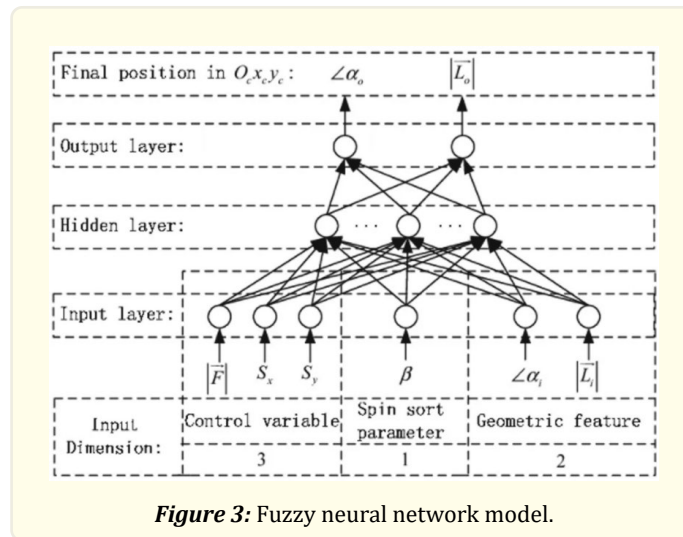 Final position in O_c x_c y_c: ∠α_o |L_o|
Output layer:
Hidden layer: ··· ···
Input layer:
|F| S_x S_y β ∠α_i |L_i|
Input Dimension:
Control variable
Spin sort parameter
Geometric feature
3 1 2
Figure 3: Fuzzy neural network model.